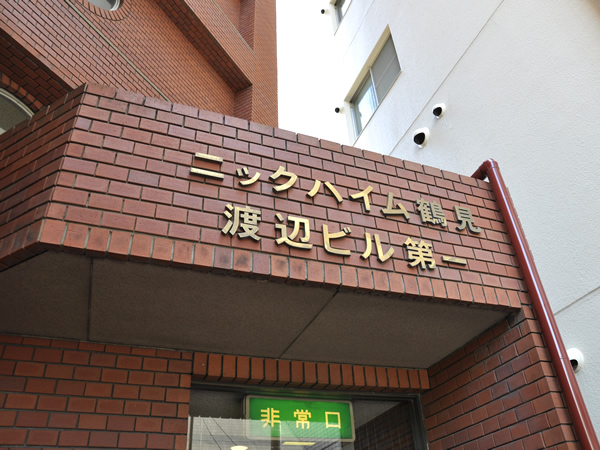 ニックハイム鶴見
渡辺ビル第一
非常口